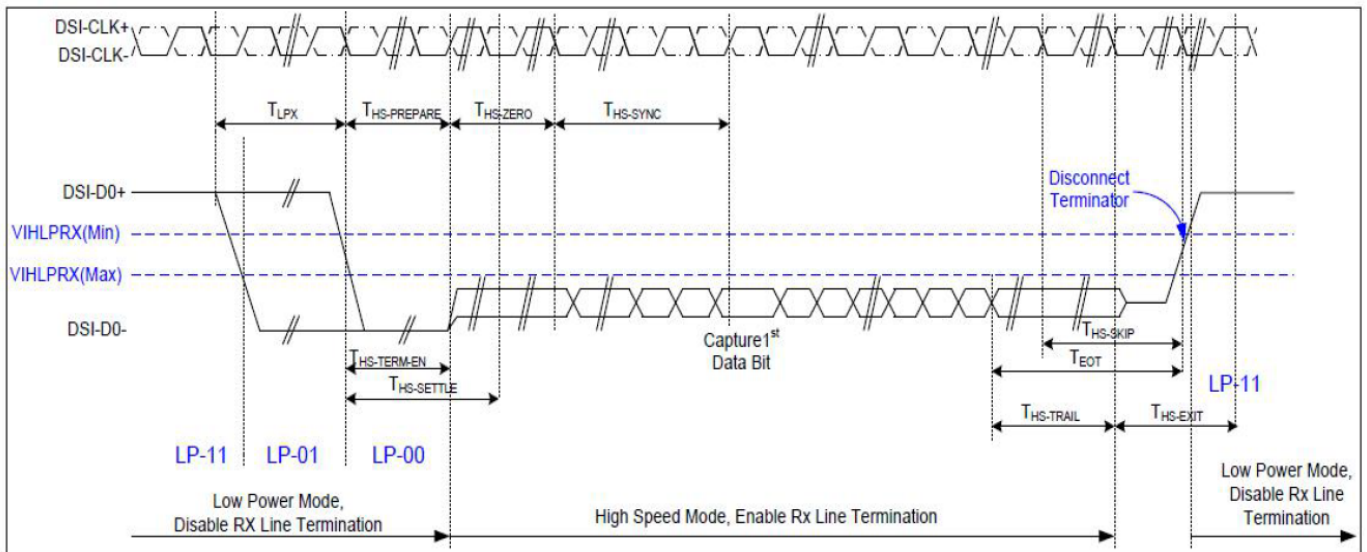 DSI-CLK+
DSI-CLK-
TLPX
THS-PREPARE
THS-ZERO
THS-SYNC
DSI-D0+
Disconnect
Terminator
VIHLPRX(Min)
VIHLPRX(Max)
DSI-D0-
Capture1st
Data Bit
THS-SKIP
THS-TERM-EN
TEOT
THS-SETTLE
LP-11
THS-TRAIL
THS-EXIT
LP-11
LP-01
LP-00
Low Power Mode,
Disable RX Line Termination
High Speed Mode, Enable Rx Line Termination
Low Power Mode,
Disable Rx Line
Termination